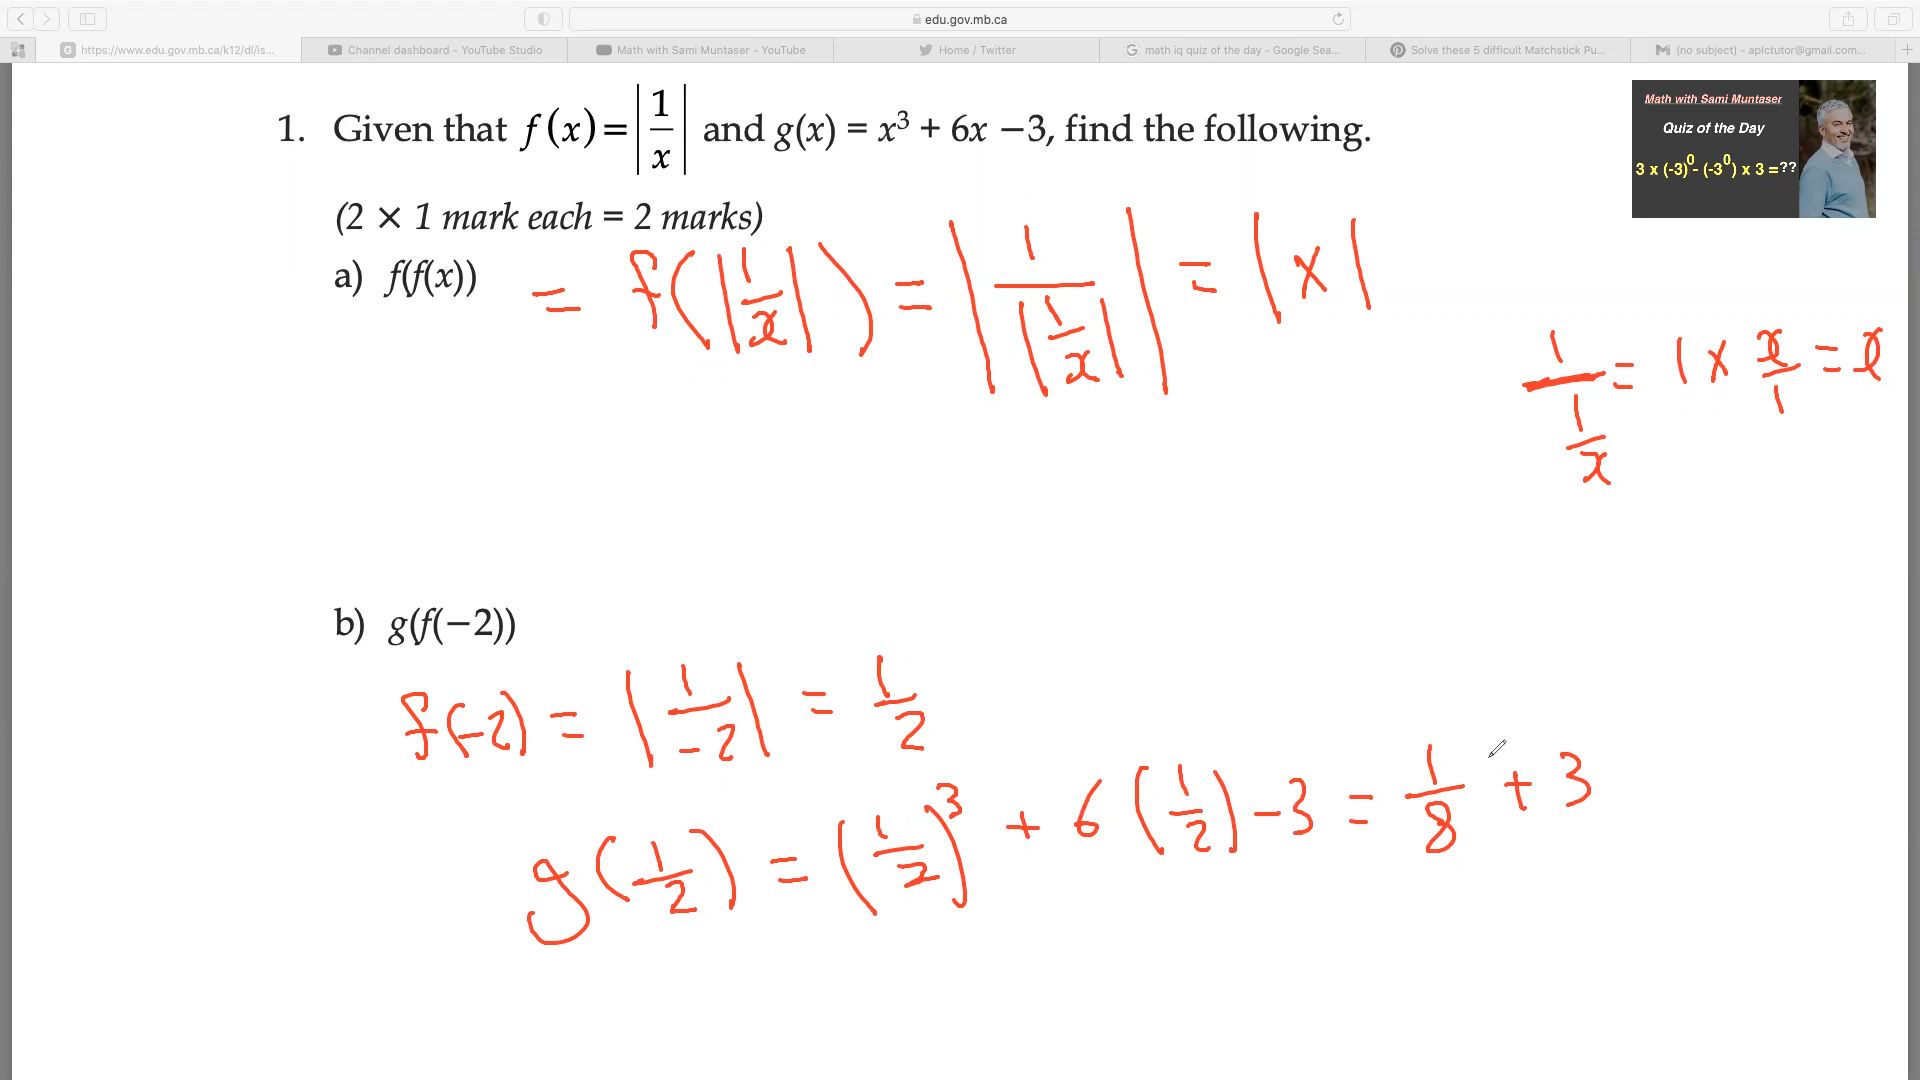 edu.gov.mb.ca
https://www.edu.gov.mb.ca/k12/dl/is... Channel dashboard - YouTube Studio Math with Sami Muntaser - YouTube Home / Twitter math iq quiz of the day - Google Sea... Solve these 5 difficult Matchstick Pu... (no subject) - aplctutor@gmail.com...
Math with Sami Muntaser
Quiz of the Day
3 x (-3)⁰- (-3⁰) x 3 =??
1. Given that f(x) = |1/x| and g(x) = x³ + 6x −3, find the following.
(2 × 1 mark each = 2 marks)
a) f(f(x)) = f(|1/x|) = |1/|1/x|| = |x|
1/(1/x) = 1 × x/1 = x
b) g(f(−2))
f(-2) = |1/-2| = 1/2
g(1/2) = (1/2)³ + 6(1/2) - 3 = 1/8 + 3